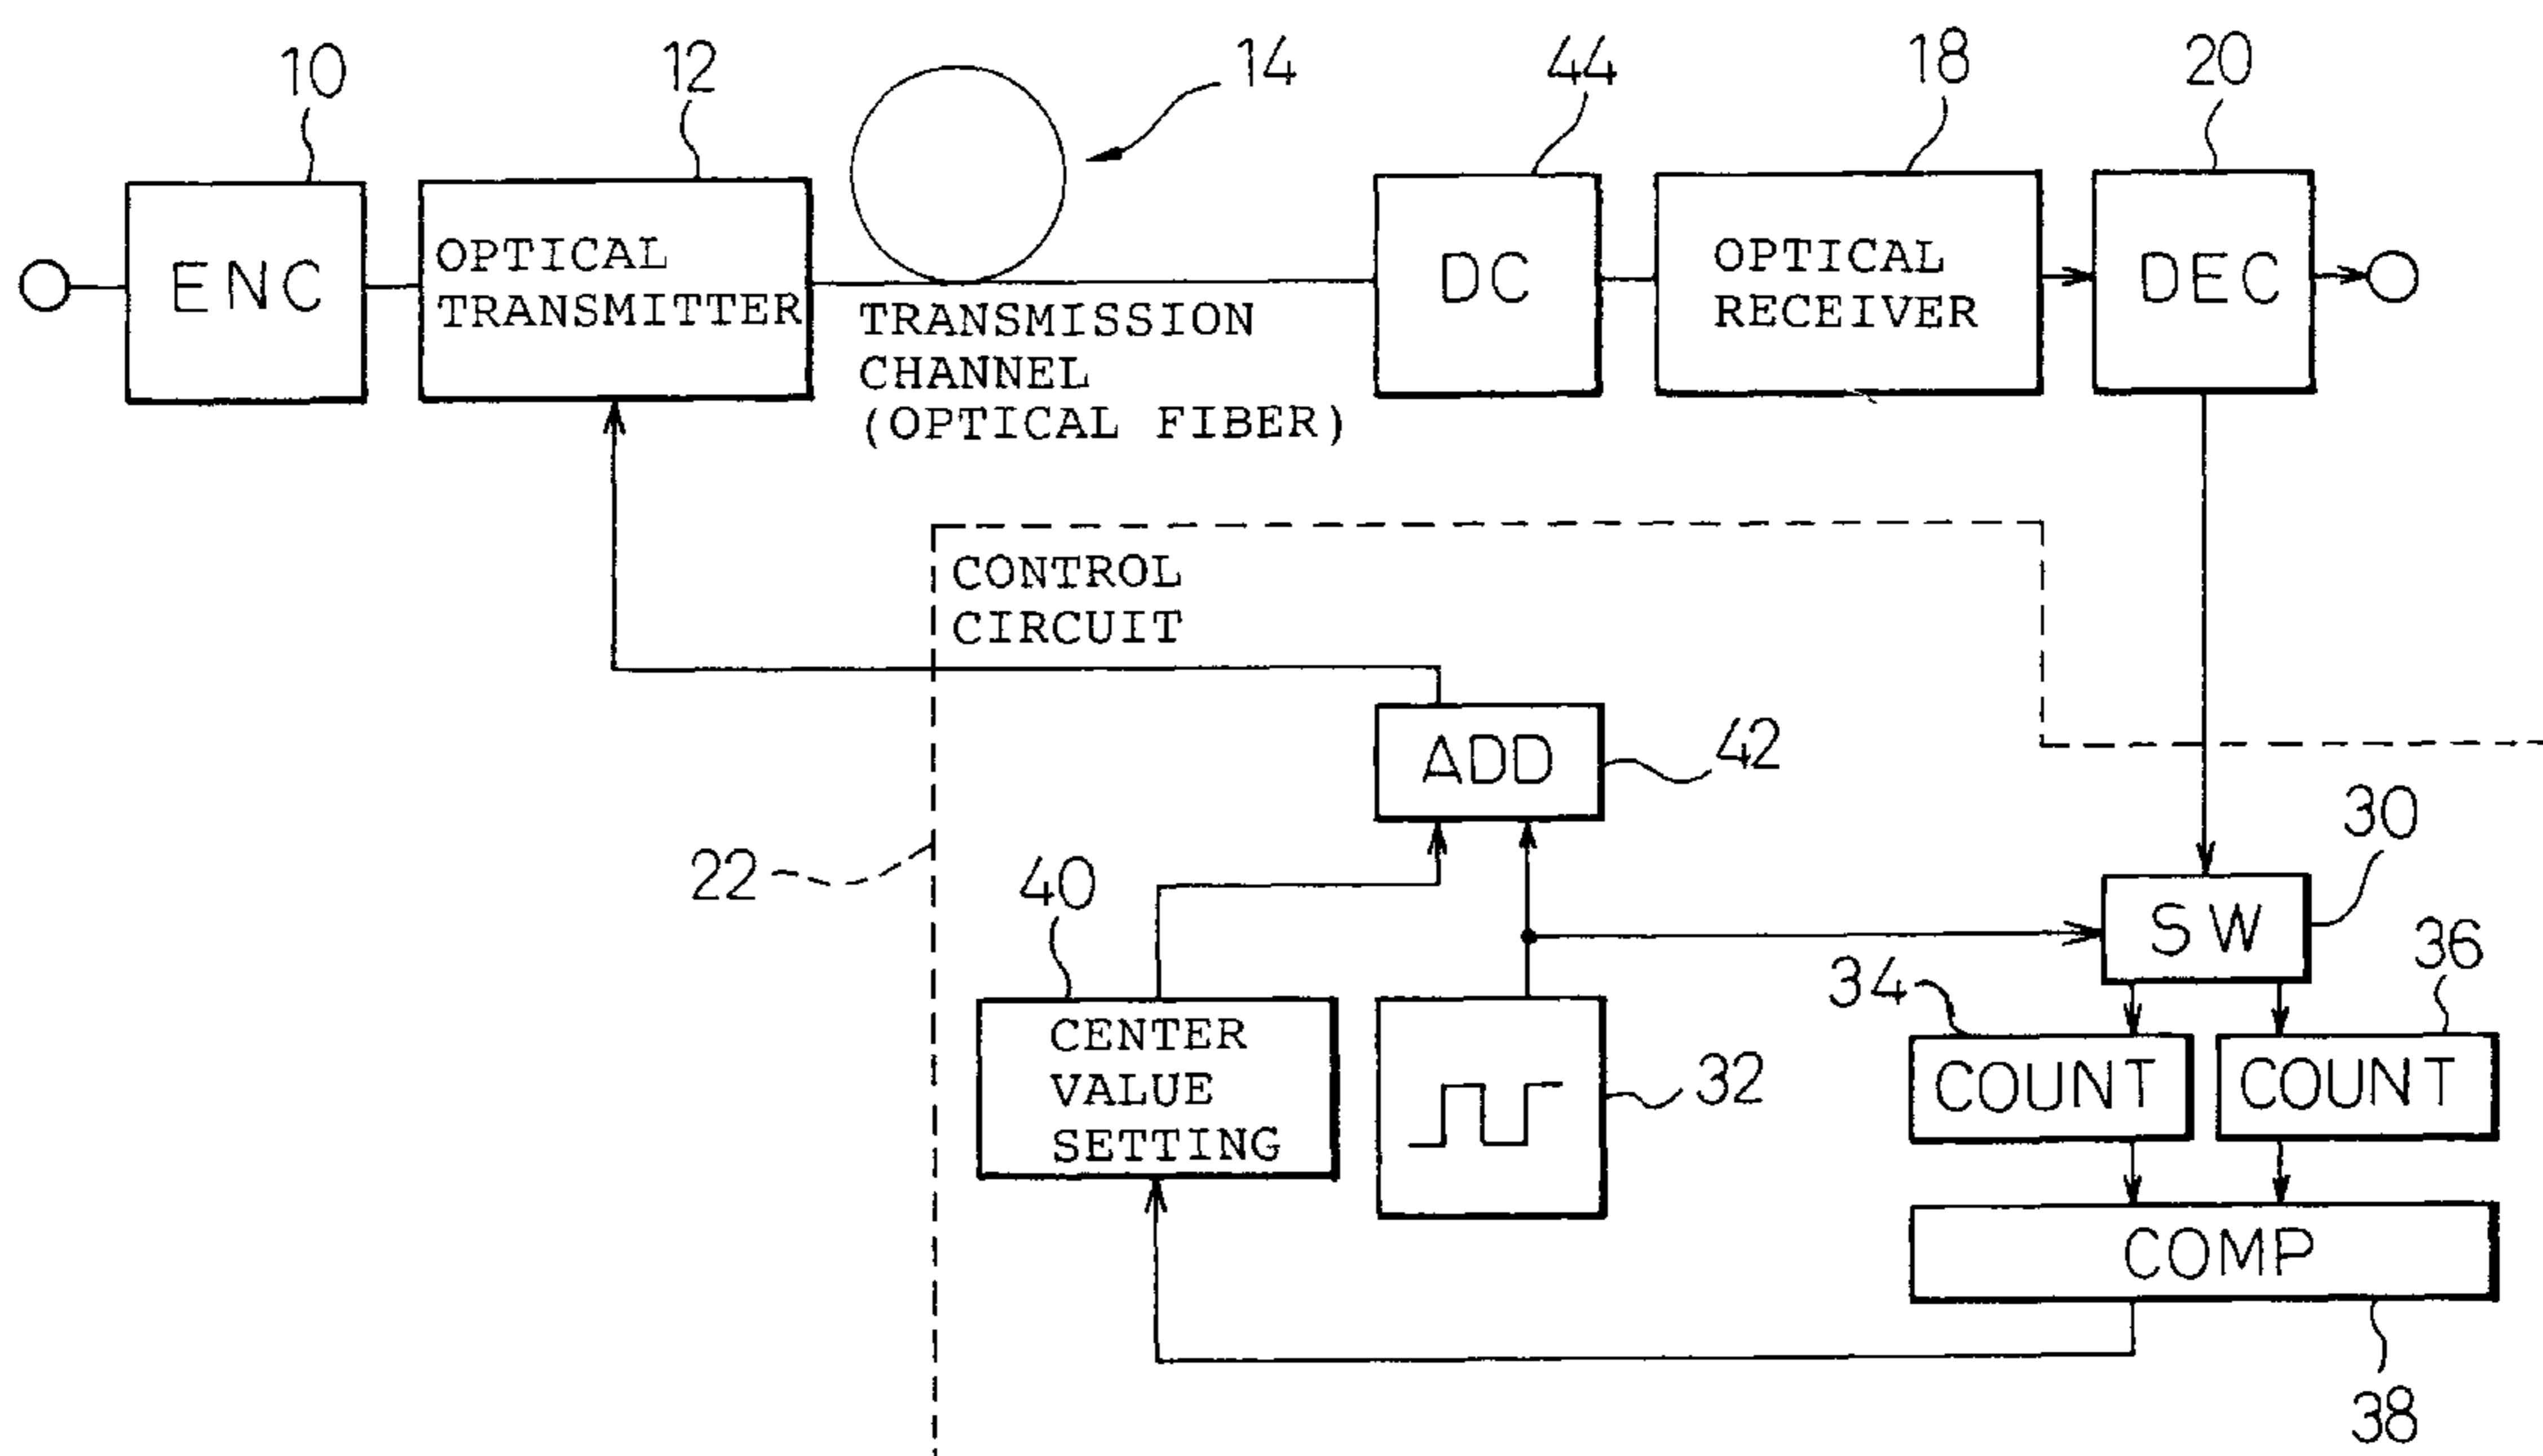 10
12
14
44
18
20
ENC
OPTICAL
TRANSMITTER
TRANSMISSION
CHANNEL
(OPTICAL FIBER)
DC
OPTICAL
RECEIVER
DEC
CONTROL
CIRCUIT
22
ADD
42
40
CENTER
VALUE
SETTING
32
30
SW
34
36
COUNT
COUNT
COMP
38